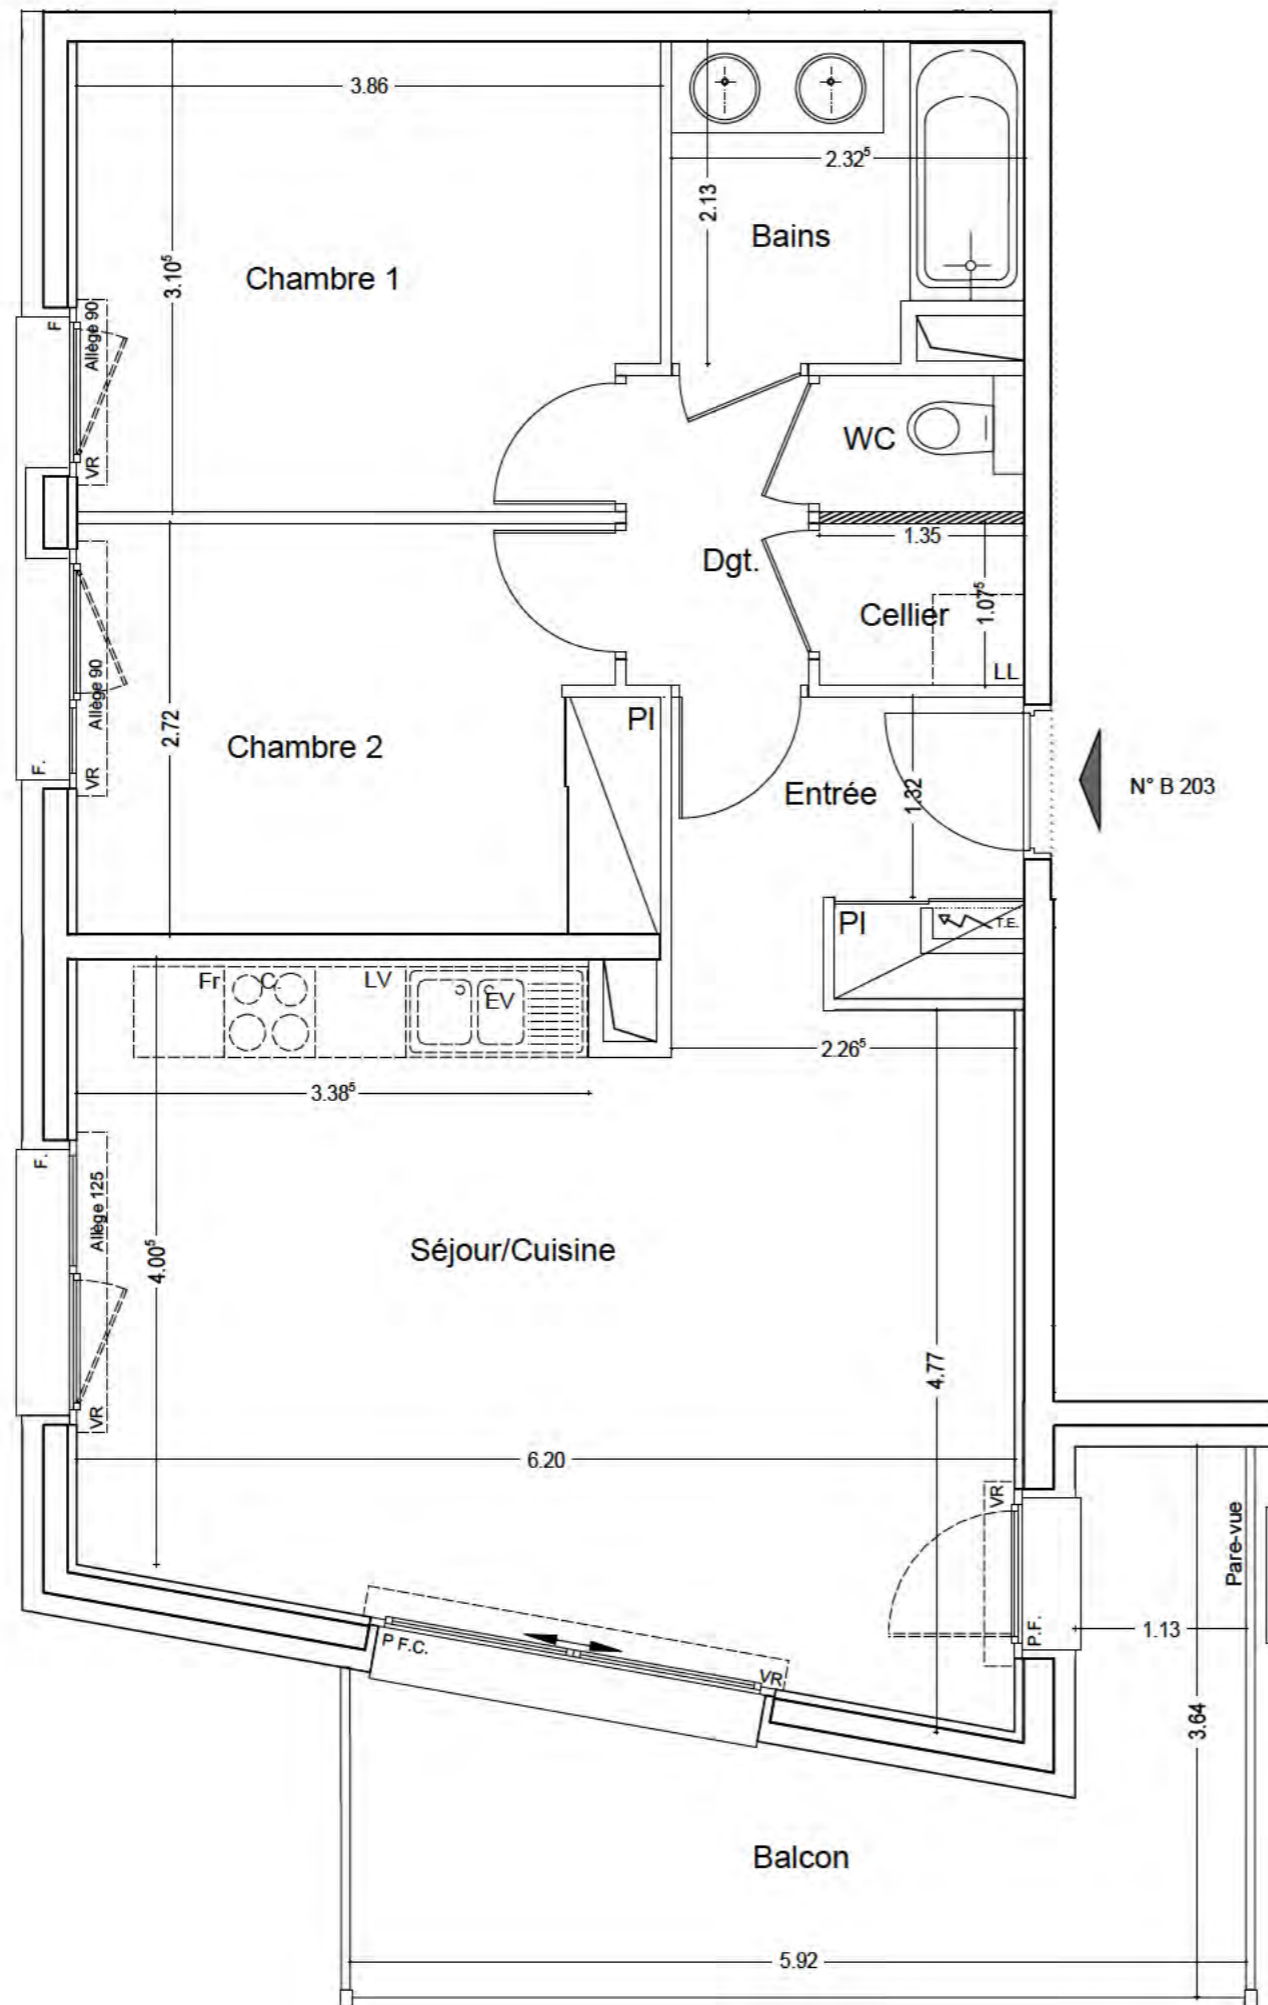 3.86
2.32⁵
2.13
Bains
Chambre 1
3.10⁵
F
Allège 90
VR
WC
1.35
Dgt.
Cellier
1.07⁵
LL
Allège 90
VR
F.
2.72
Chambre 2
Pl
Entrée
1.32
N° B 203
Pl
T.E.
Fr
C.
LV
EV
2.26⁵
3.38⁵
F.
Allège 125
VR
4.00⁵
Séjour/Cuisine
4.77
6.20
VR
P.F.
Pare-vue
1.13
P F.C.
VR
3.64
Balcon
5.92